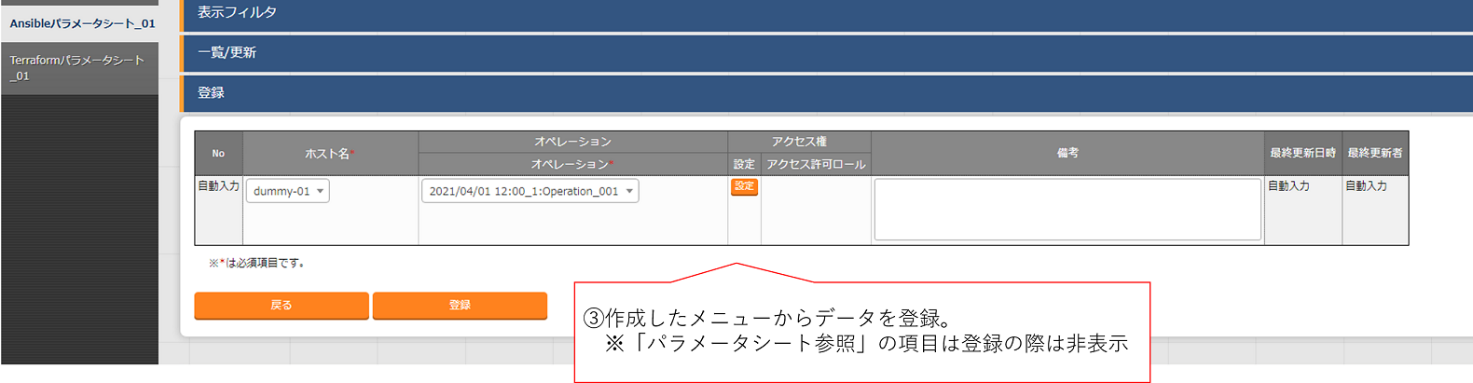 Ansibleパラメータシート_01
Terraformパラメータシート
_01
表示フィルタ
一覧/更新
登録
No
ホスト名*
オペレーション
オペレーション*
アクセス権
設定 アクセス許可ロール
備考
最終更新日時
最終更新者
自動入力
dummy-01
2021/04/01 12:00_1:Operation_001
設定
自動入力
自動入力
※*は必須項目です。
戻る
登録
③作成したメニューからデータを登録。
※「パラメータシート参照」の項目は登録の際は非表示